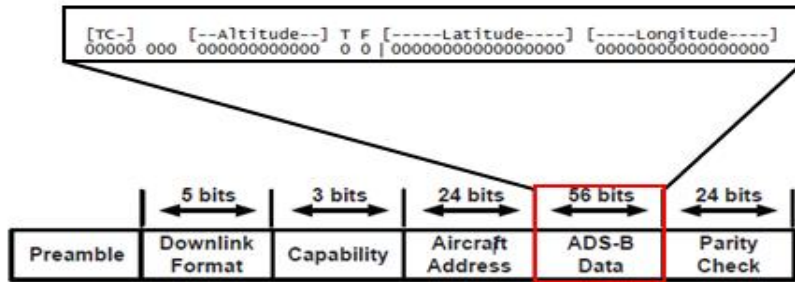 [TC-] [--Altitude--] T F [-----Latitude----] [----Longitude----]
00000 000 000000000000 0 0 |00000000000000000 00000000000000000
5 bits 3 bits 24 bits 56 bits 24 bits
Preamble Downlink Format Capability Aircraft Address ADS-B Data Parity Check